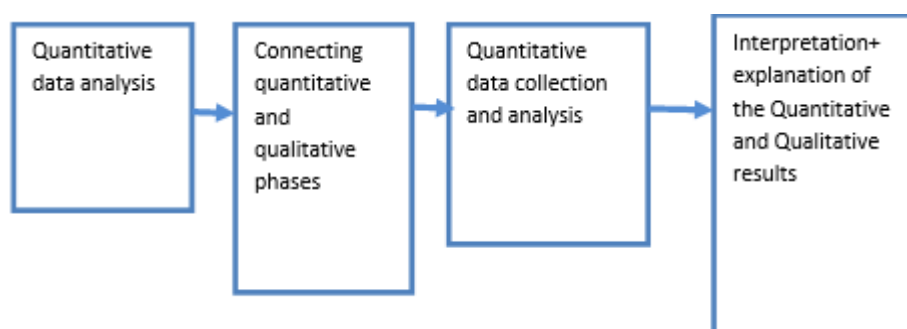 Quantitative
data analysis
Connecting
quantitative
and
qualitative
phases
Quantitative
data collection
and analysis
Interpretation+
explanation of
the Quantitative
and Qualitative
results